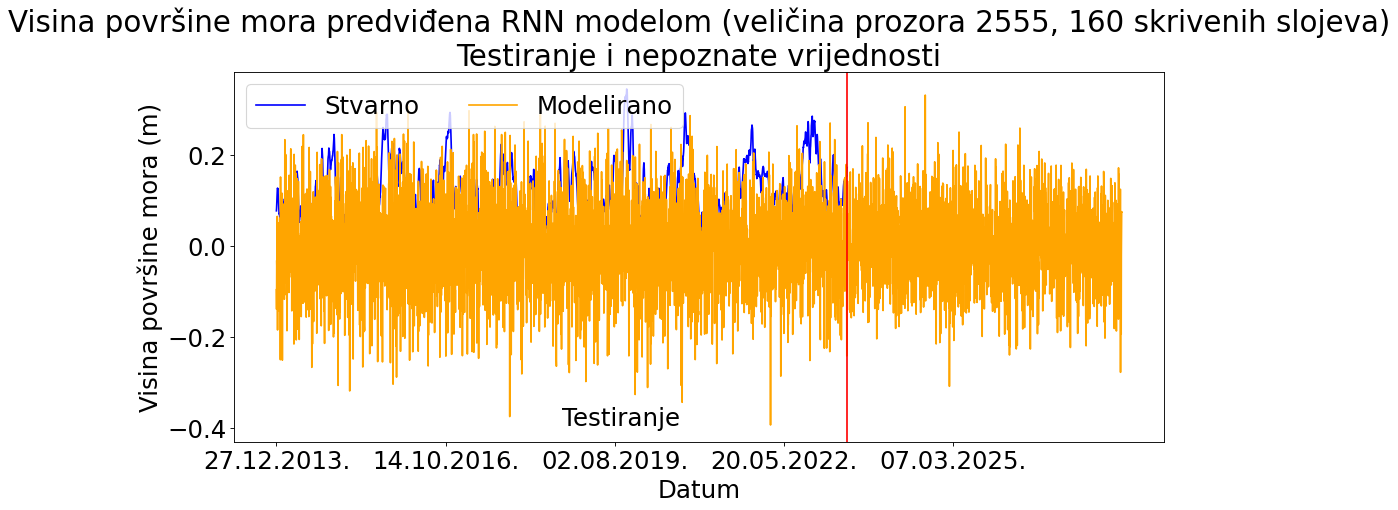 Visina površine mora predviđena RNN modelom (veličina prozora 2555, 160 skrivenih slojeva)
Testiranje i nepoznate vrijednosti
Stvarno
Modelirano
Visina površine mora (m)
0.2
0.0
−0.2
−0.4
Testiranje
27.12.2013.
14.10.2016.
02.08.2019.
20.05.2022.
07.03.2025.
Datum